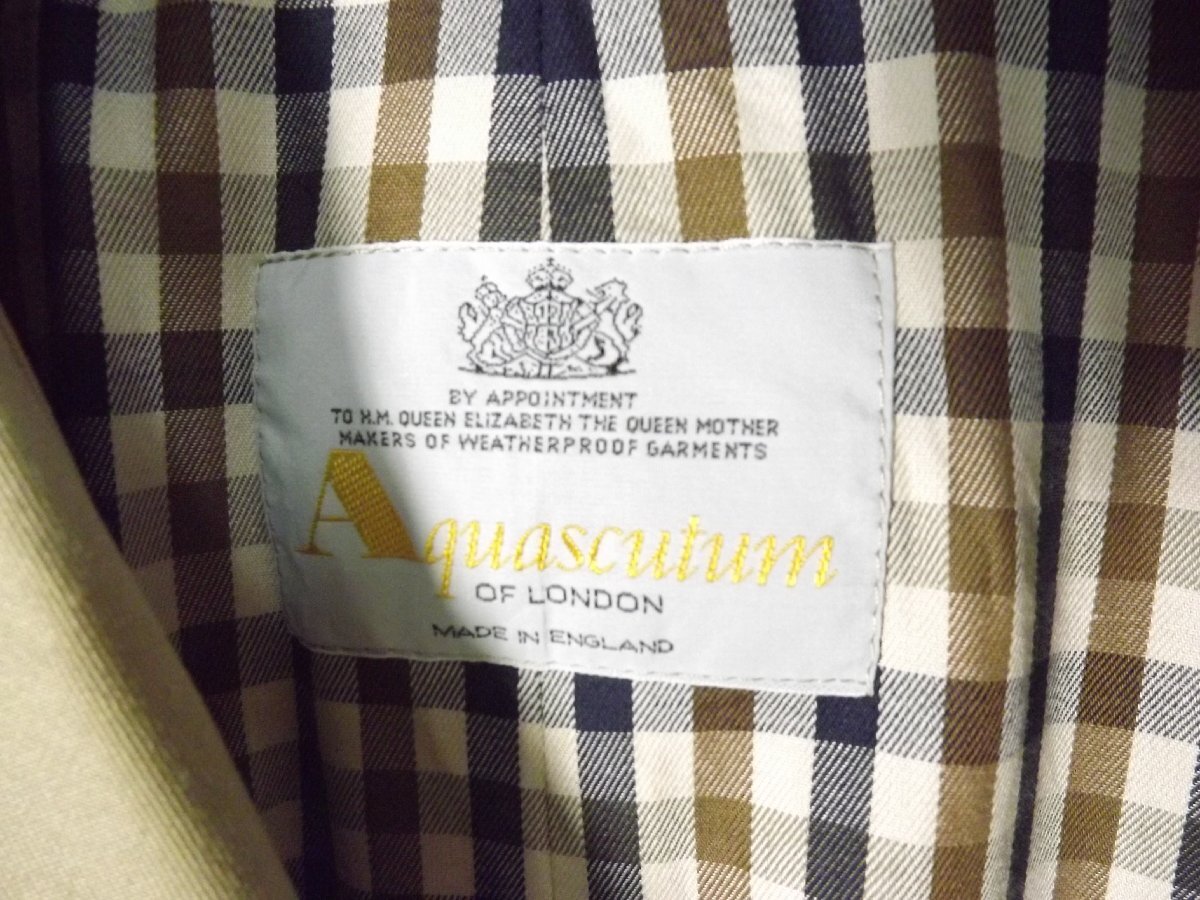 BY APPOINTMENT
TO H.M. QUEEN ELIZABETH THE QUEEN MOTHER
MAKERS OF WEATHERPROOF GARMENTS
Aquascutum
OF LONDON
MADE IN ENGLAND